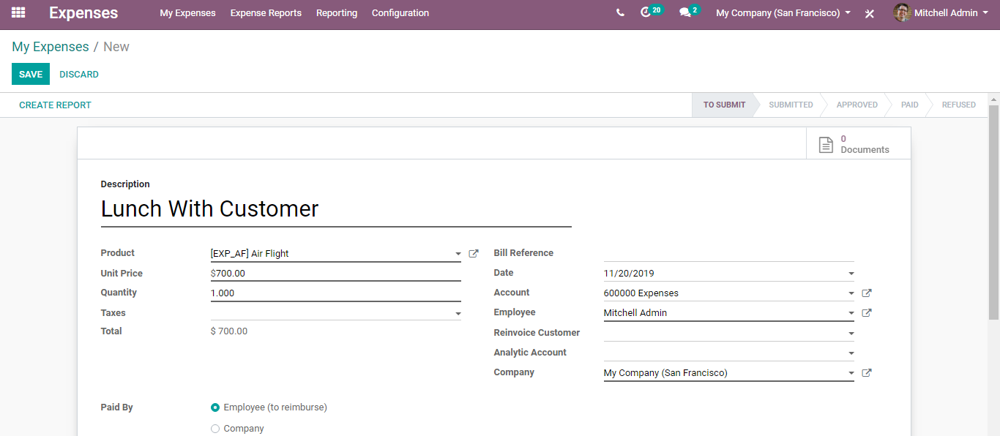 Expenses My Expenses Expense Reports Reporting Configuration 20 2 My Company (San Francisco) Mitchell Admin
My Expenses / New
SAVE DISCARD
CREATE REPORT TO SUBMIT SUBMITTED APPROVED PAID REFUSED
0
Documents
Description
Lunch With Customer
Product [EXP_AF] Air Flight Bill Reference
Unit Price $700.00 Date 11/20/2019
Quantity 1.000 Account 600000 Expenses
Taxes Employee Mitchell Admin
Total $ 700.00 Reinvoice Customer
Analytic Account
Company My Company (San Francisco)
Paid By Employee (to reimburse)
Company